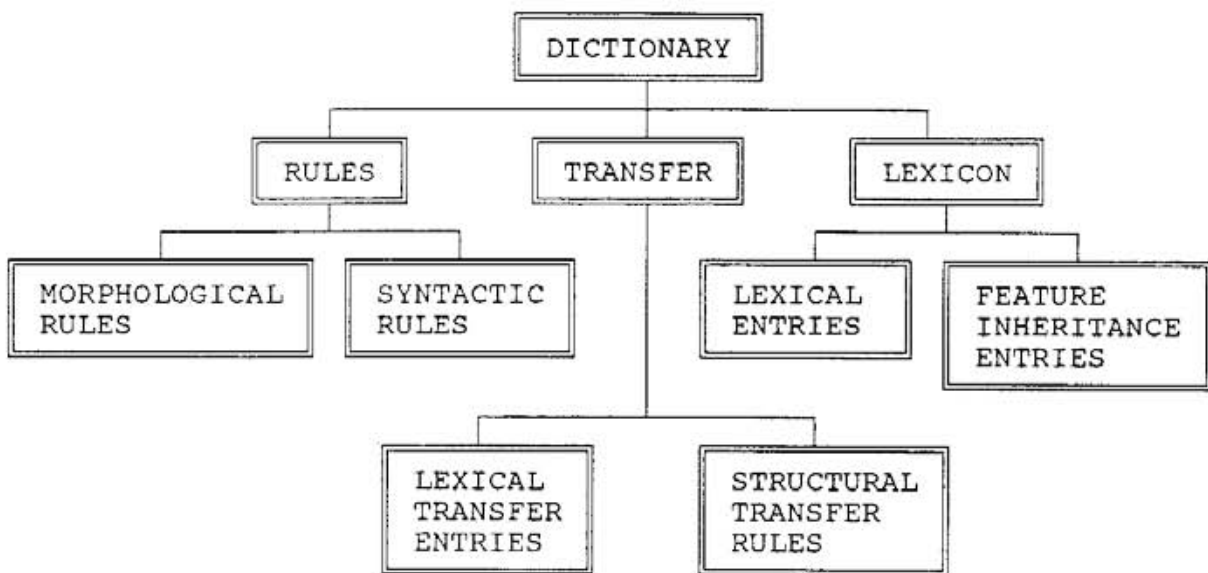 DICTIONARY
RULES
TRANSFER
LEXICON
MORPHOLOGICAL
RULES
SYNTACTIC
RULES
LEXICAL
ENTRIES
FEATURE
INHERITANCE
ENTRIES
LEXICAL
TRANSFER
ENTRIES
STRUCTURAL
TRANSFER
RULES